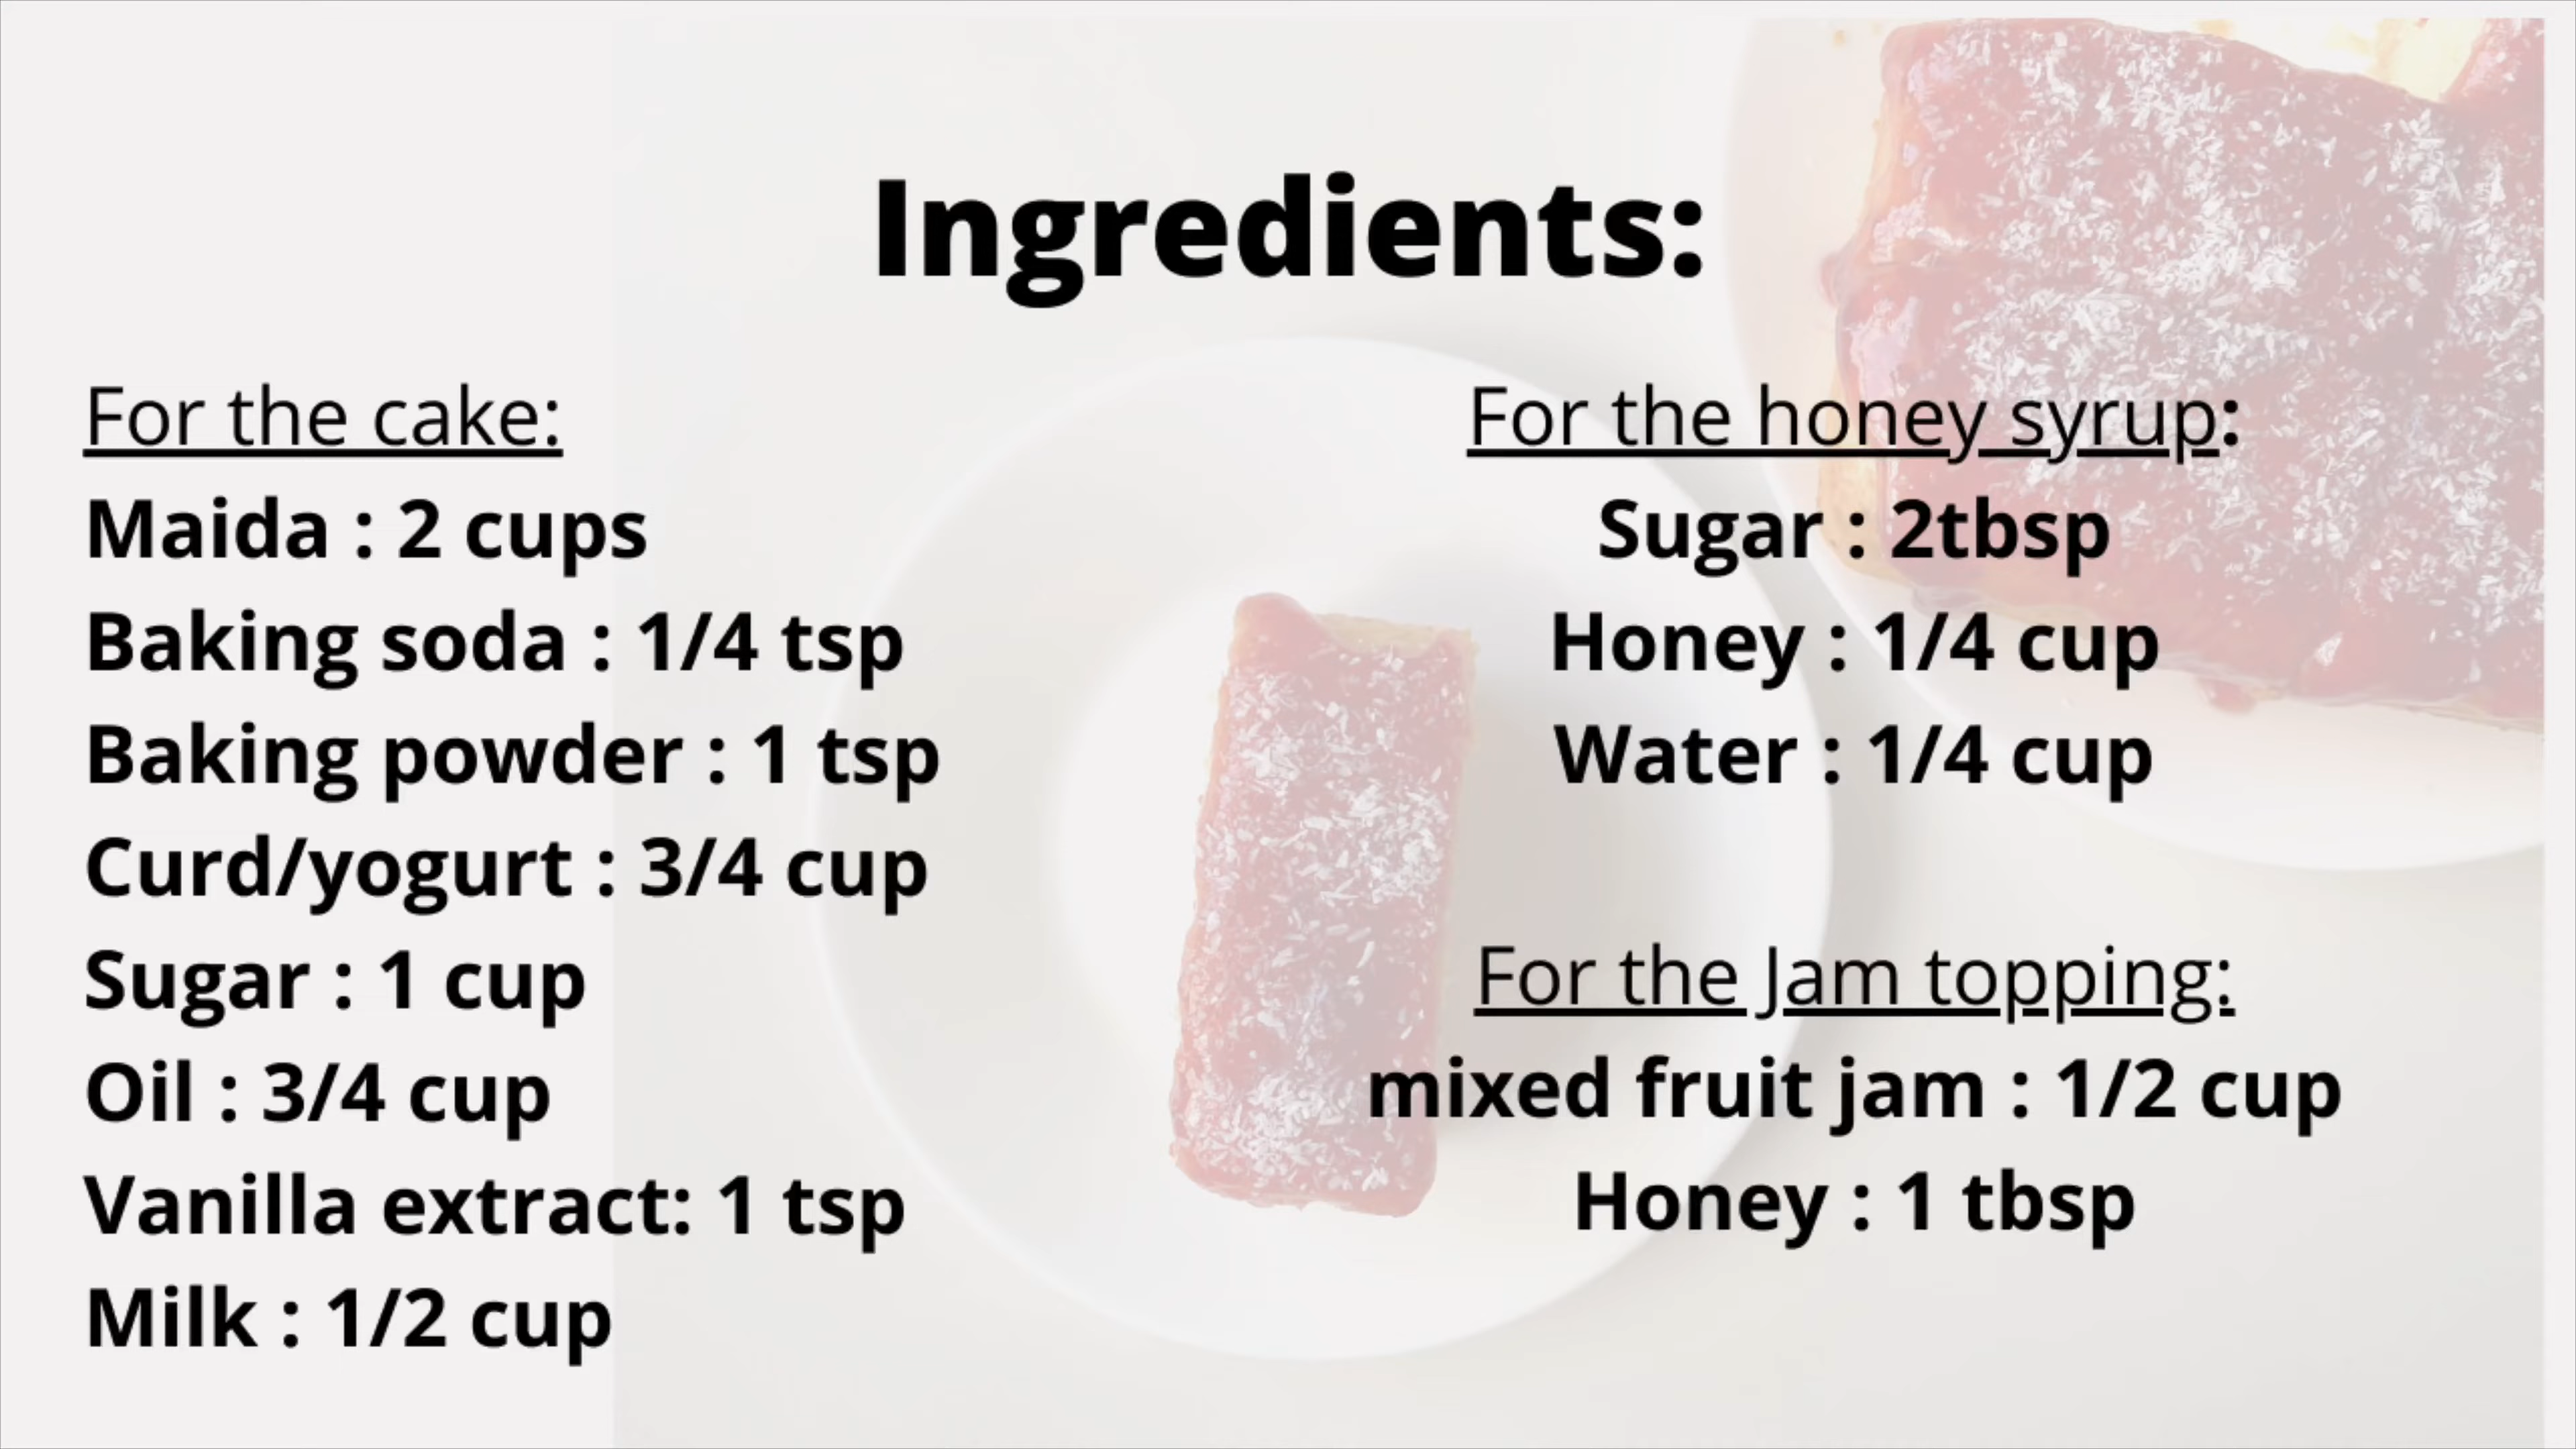 Ingredients:
For the cake:
Maida : 2 cups
Baking soda : 1/4 tsp
Baking powder : 1 tsp
Curd/yogurt : 3/4 cup
Sugar : 1 cup
Oil : 3/4 cup
Vanilla extract: 1 tsp
Milk : 1/2 cup
For the honey syrup:
Sugar : 2tbsp
Honey : 1/4 cup
Water : 1/4 cup
For the Jam topping:
mixed fruit jam : 1/2 cup
Honey : 1 tbsp